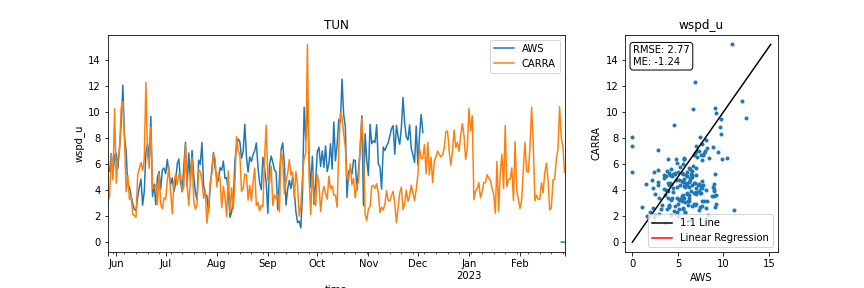 TUN
wspd_u
AWS
CARRA
14
12
10
8
6
4
2
0
wspd_u
Jun
Jul
Aug
Sep
Oct
Nov
Dec
Jan
2023
Feb
time
wspd_u
RMSE: 2.77
ME: -1.24
14
12
10
8
6
4
2
0
CARRA
1:1 Line
Linear Regression
0
5
10
15
AWS